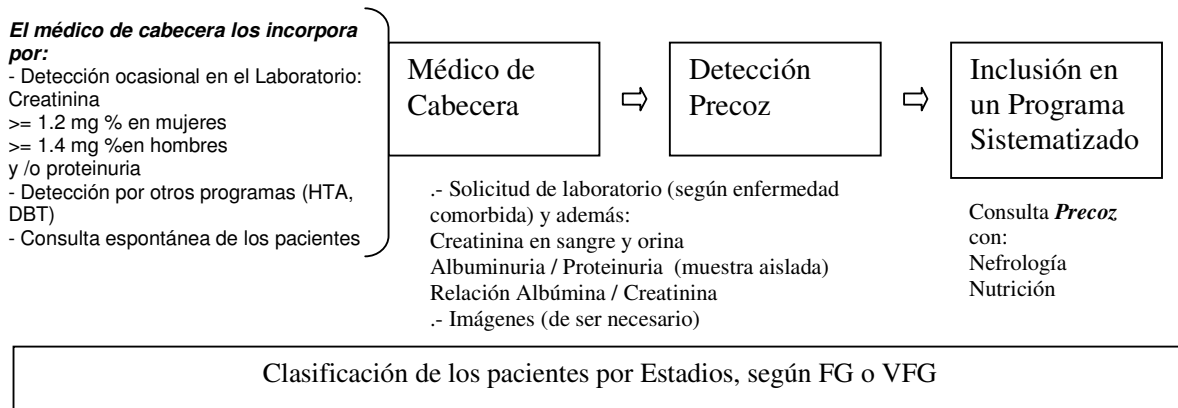 El médico de cabecera los incorpora
por:
- Detección ocasional en el Laboratorio:
Creatinina
>= 1.2 mg % en mujeres
>= 1.4 mg %en hombres
y /o proteinuria
- Detección por otros programas (HTA,
DBT)
- Consulta espontánea de los pacientes
Médico de
Cabecera
Detección
Precoz
Inclusión en
un Programa
Sistematizado
.- Solicitud de laboratorio (según enfermedad
comorbida) y además:
Creatinina en sangre y orina
Albuminuria / Proteinuria (muestra aislada)
Relación Albúmina / Creatinina
.- Imágenes (de ser necesario)
Consulta Precoz
con:
Nefrología
Nutrición
Clasificación de los pacientes por Estadios, según FG o VFG